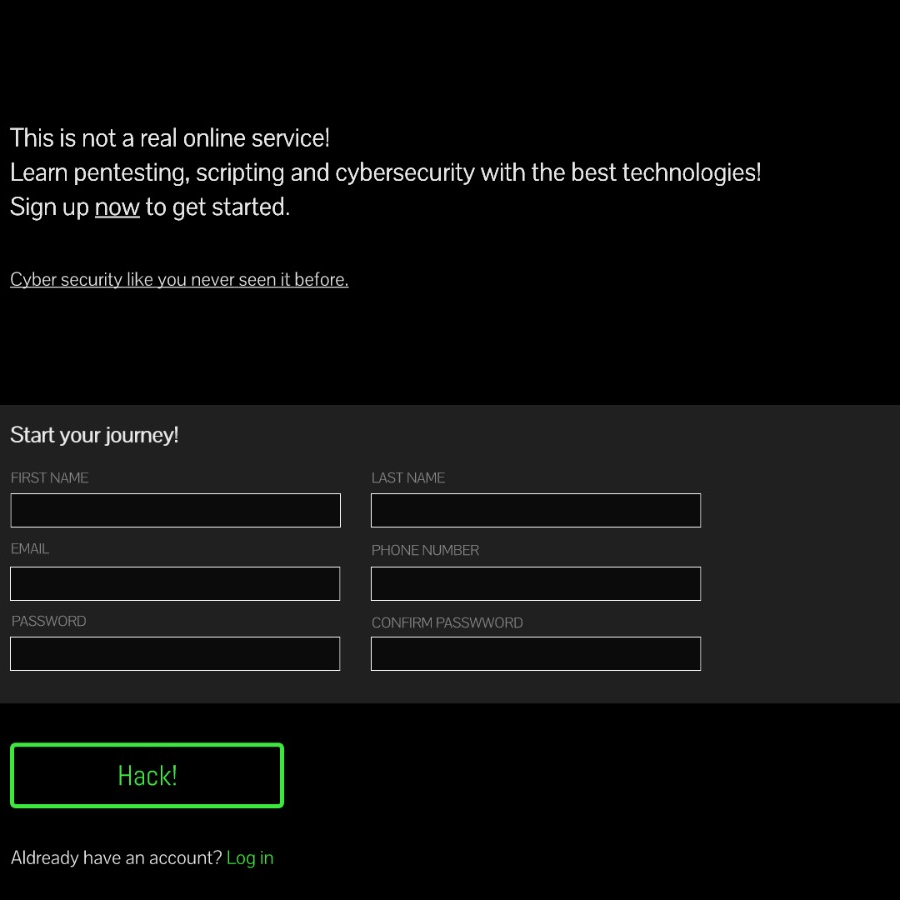 This is not a real online service!
Learn pentesting, scripting and cybersecurity with the best technologies!
Sign up now to get started.
Cyber security like you never seen it before.
Start your journey!
FIRST NAME
LAST NAME
EMAIL
PHONE NUMBER
PASSWORD
CONFIRM PASSWWORD
Hack!
Aldready have an account? Log in